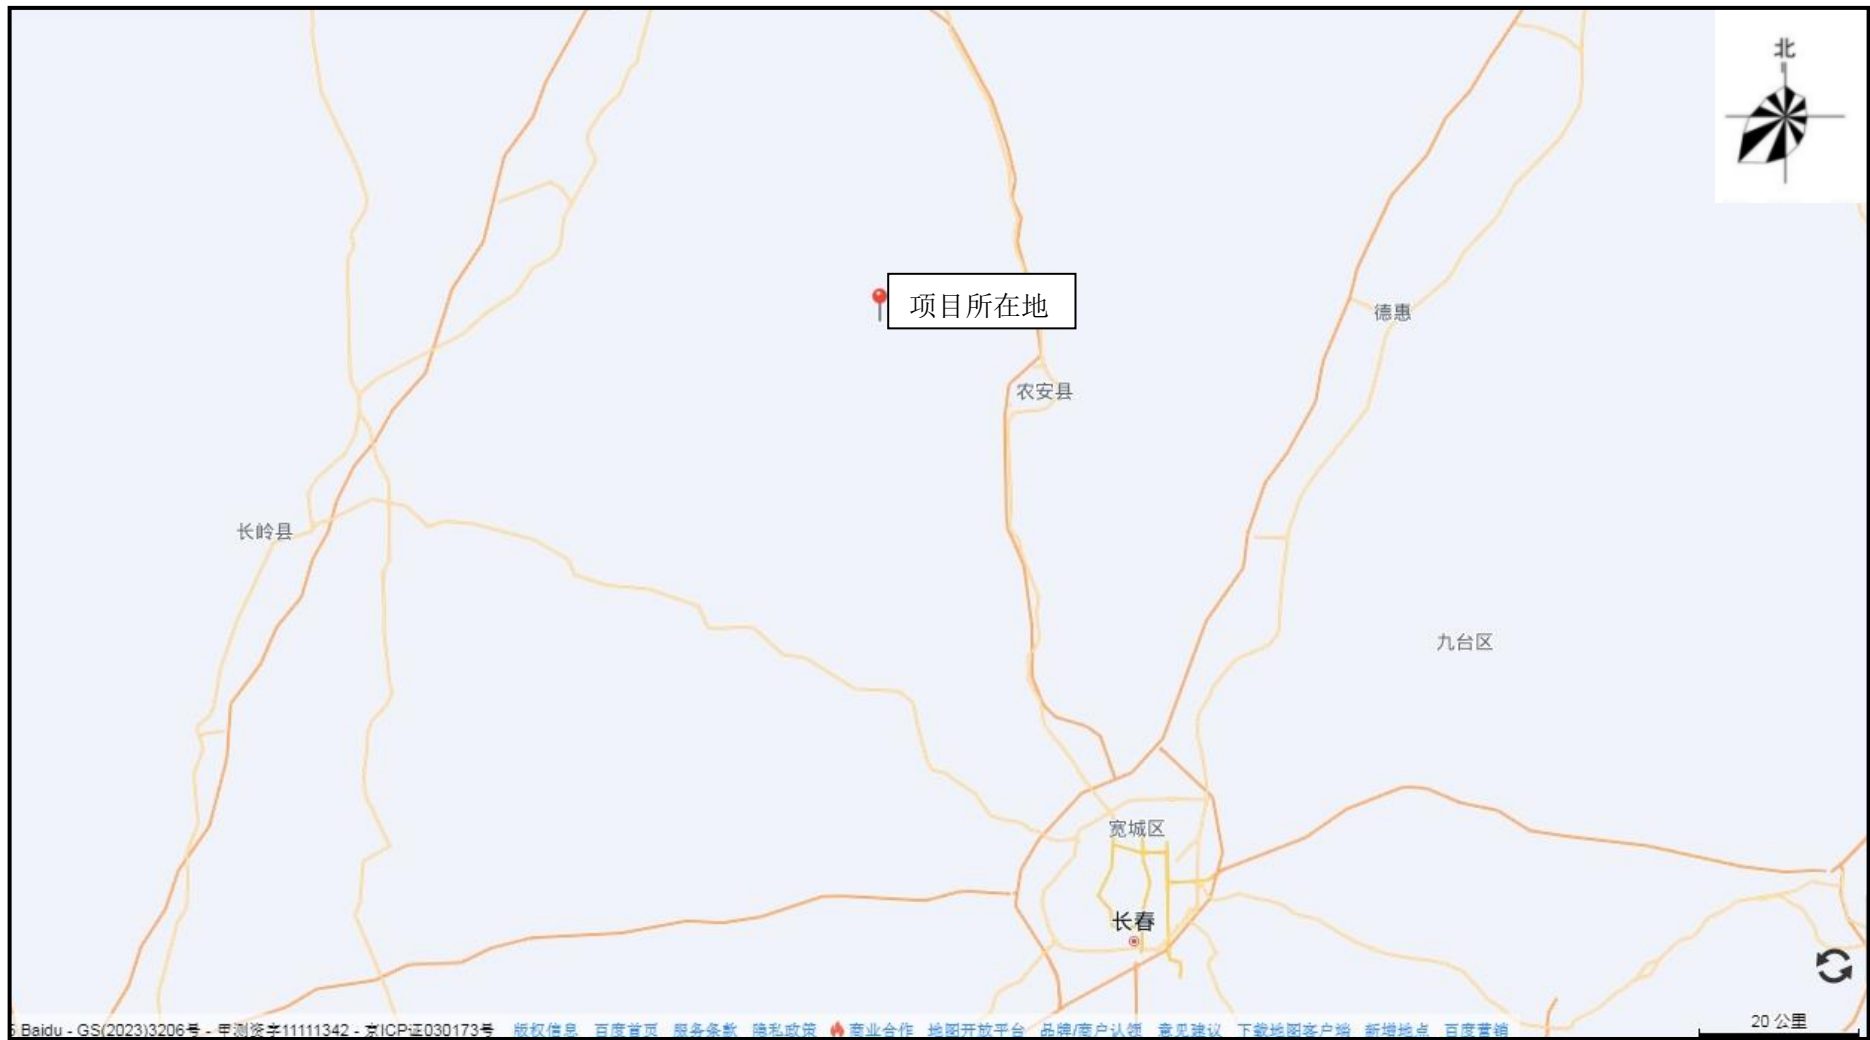 北
项目所在地
德惠
农安县
长岭县
九台区
宽城区
长春
20 公里
5 Baidu - GS(2023)3206号 - 甲测资字11111342 - 京ICP证030173号 版权信息 百度首页 服务条款 隐私政策 商业合作 地图开放平台 品牌/商户认领 意见建议 下载地图客户端 新增地点 百度营销